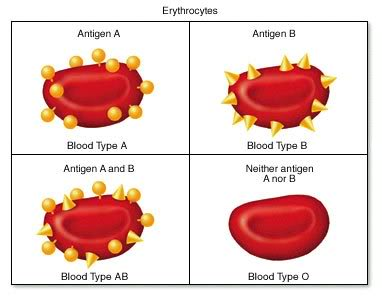 Erythrocytes
Antigen A
Blood Type A
Antigen B
Blood Type B
Antigen A and B
Blood Type AB
Neither antigen
A nor B
Blood Type O